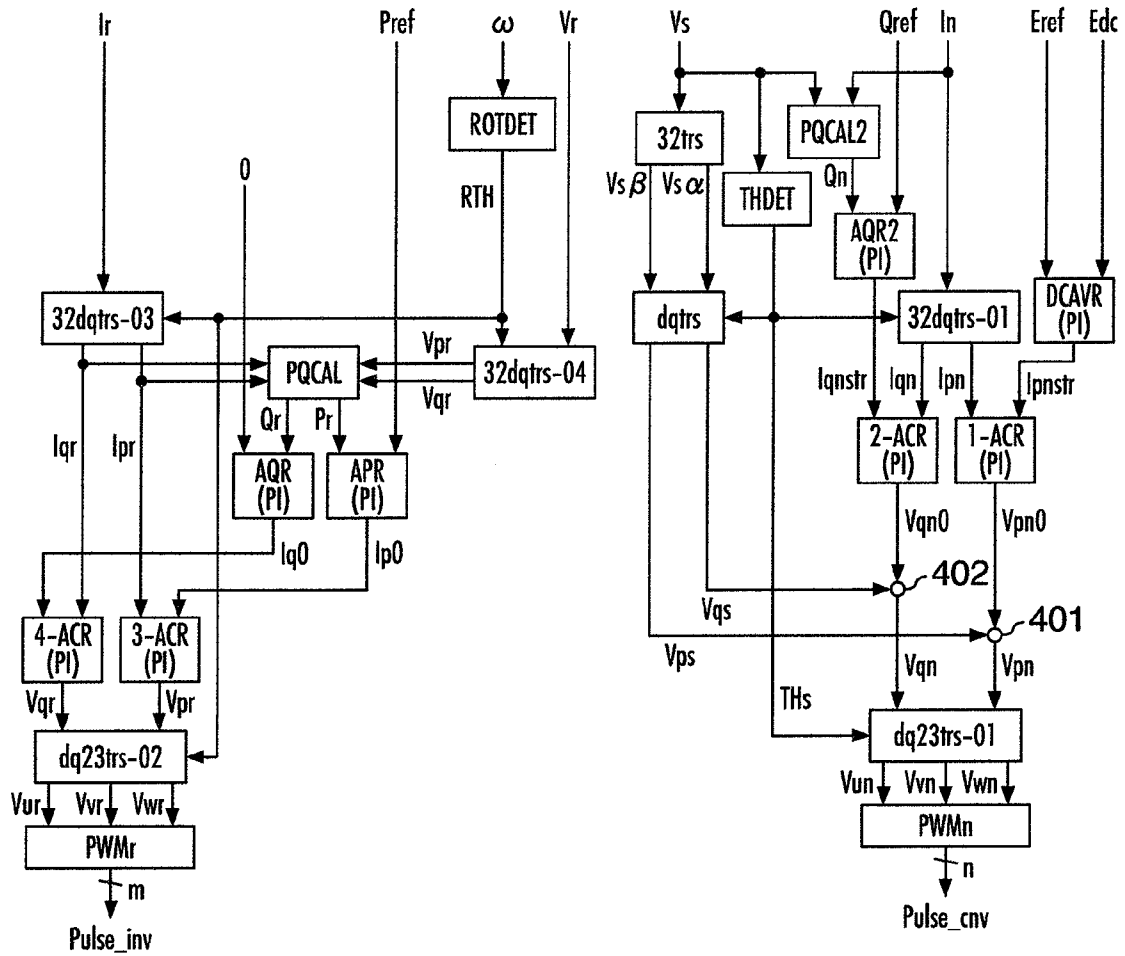 Ir Pref ω Vr Vs Qref In Eref Edc
ROTDET
32trs
PQCAL2
0
RTH
Vsβ Vsα
THDET
Qn
AQR2
(PI)
32dqtrs-03
dqtrs
32dqtrs-01
DCAVR
(PI)
PQCAL
Vpr
Vqr
32dqtrs-04
Iqnstr Iqn Ipn Ipnstr
Iqr Ipr
Qr Pr
AQR
(PI)
APR
(PI)
2-ACR
(PI)
1-ACR
(PI)
Vqn0 Vpn0
Iq0 Ip0
402
Vqs
401
4-ACR
(PI)
3-ACR
(PI)
Vps
Vqn Vpn
Vqr Vpr
THs
dq23trs-02
dq23trs-01
Vur Vvr Vwr
Vun Vvn Vwn
PWMr
PWMn
m
n
Pulse_inv
Pulse_cnv